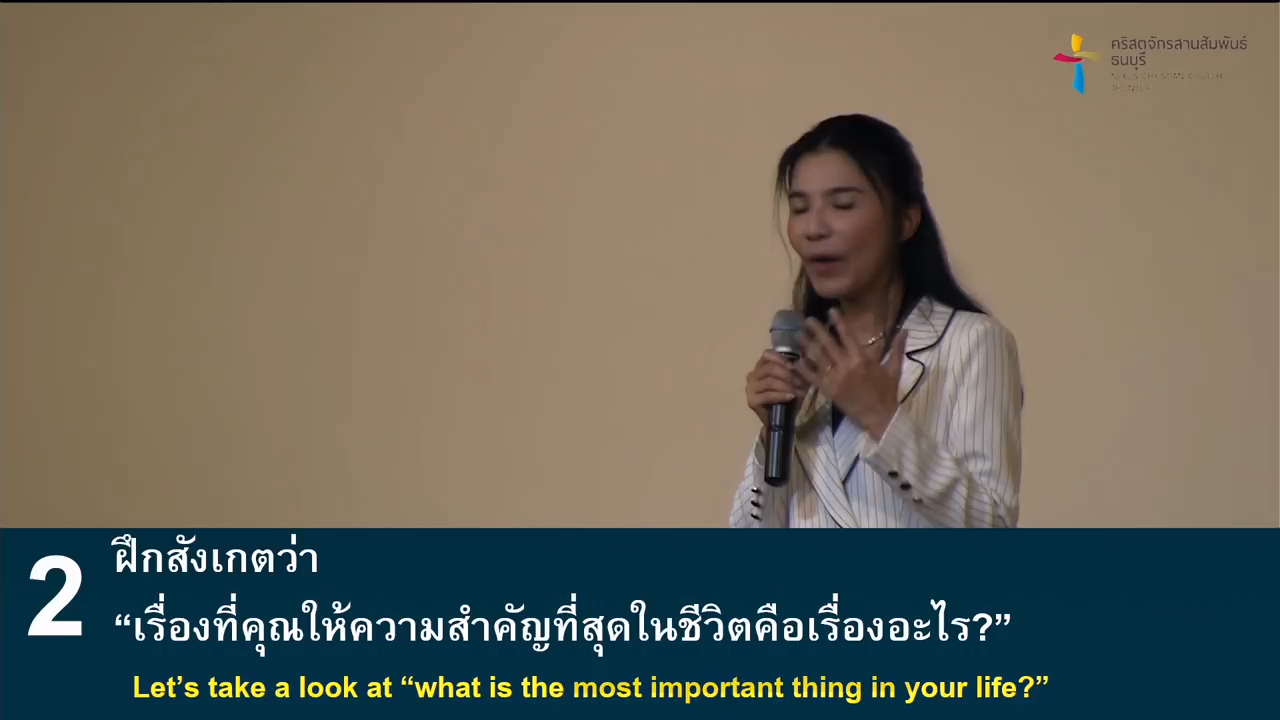 คริสตจักรสานสัมพันธ์
ธนบุรี
2
ฝึกสังเกตว่า
“เรื่องที่คุณให้ความสำคัญที่สุดในชีวิตคือเรื่องอะไร?”
Let’s take a look at “what is the most important thing in your life?”